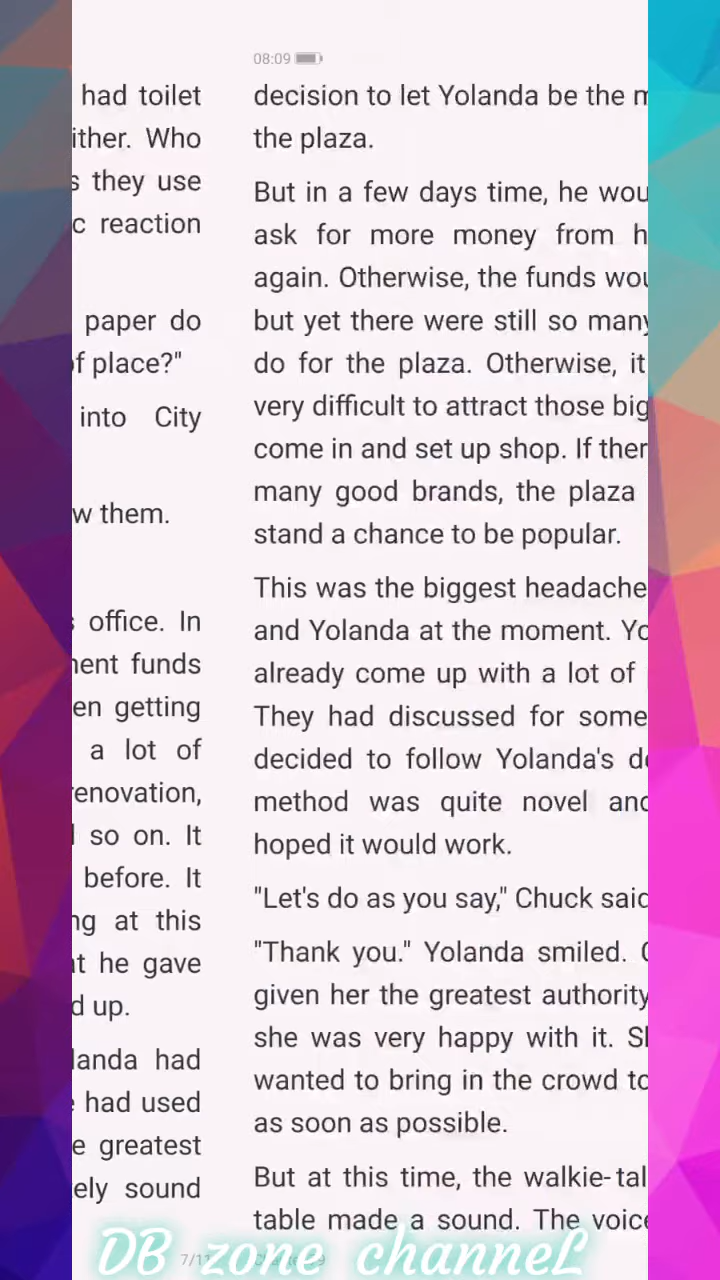 had toilet
ither. Who
they use
c reaction
paper do
of place?"
into City
w them.
office. In
nent funds
en getting
a lot of
renovation,
so on. It
before. It
ng at this
at he gave
d up.
landa had
had used
e greatest
ely sound
08:09
decision to let Yolanda be the m
the plaza.
But in a few days time, he wou
ask for more money from h
again. Otherwise, the funds wou
but yet there were still so many
do for the plaza. Otherwise, it
very difficult to attract those big
come in and set up shop. If ther
many good brands, the plaza
stand a chance to be popular.
This was the biggest headache
and Yolanda at the moment. Yo
already come up with a lot of
They had discussed for some
decided to follow Yolanda's de
method was quite novel and
hoped it would work.
"Let's do as you say," Chuck said
"Thank you." Yolanda smiled. C
given her the greatest authority
she was very happy with it. Sh
wanted to bring in the crowd to
as soon as possible.
But at this time, the walkie-tal
table made a sound. The voice
DB zone channel